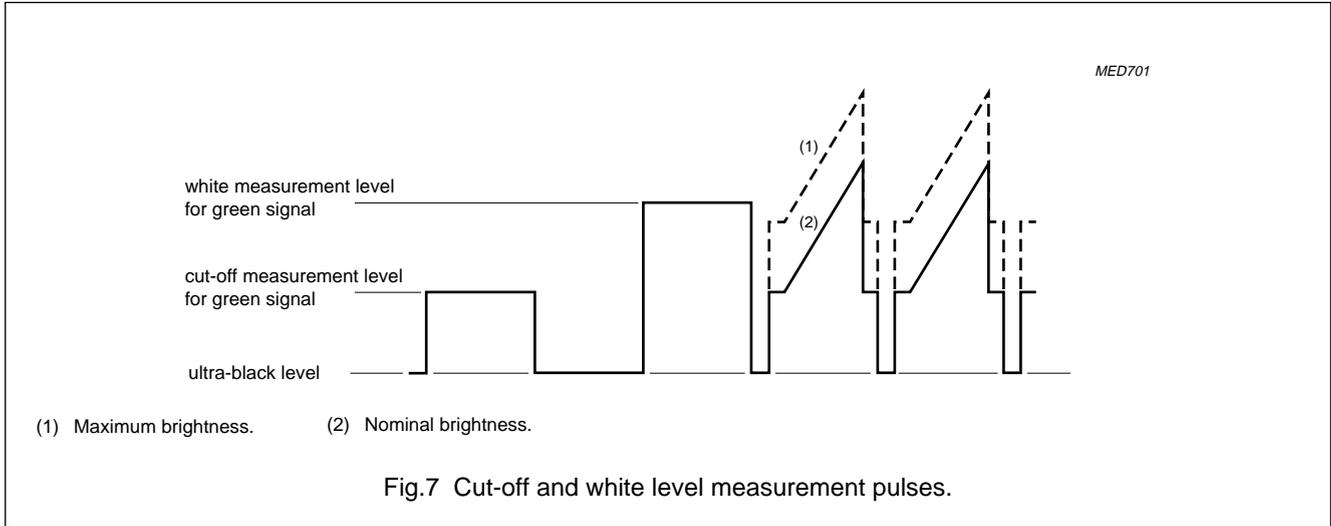 MED701
(1)
white measurement level
for green signal
(2)
cut-off measurement level
for green signal
ultra-black level
(1) Maximum brightness.
(2) Nominal brightness.
Fig.7 Cut-off and white level measurement pulses.